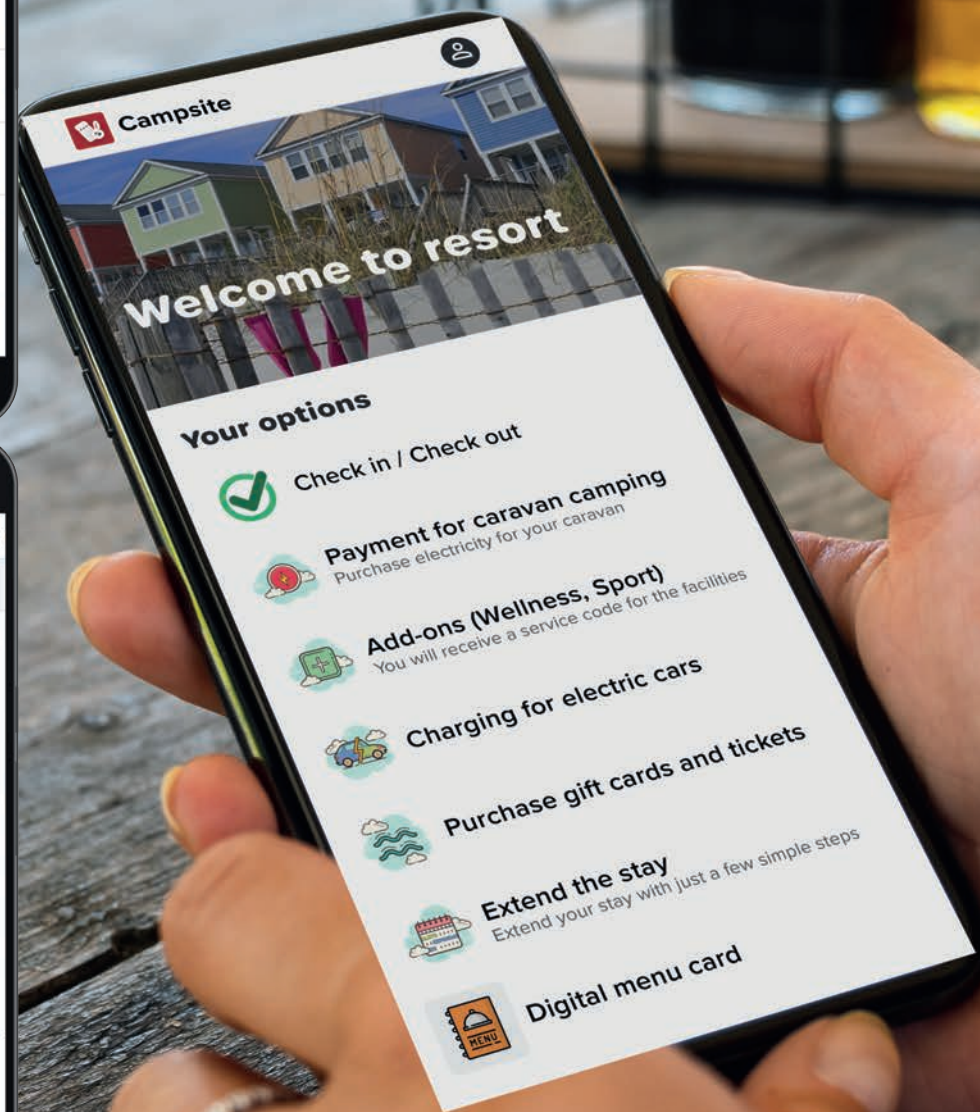 Campsite
Welcome to resort
Your options
Check in / Check out
Payment for caravan camping
Purchase electricity for your caravan
Add-ons (Wellness, Sport)
You will receive a service code for the facilities
Charging for electric cars
Purchase gift cards and tickets
Extend the stay
Extend your stay with just a few simple steps
Digital menu card
MENU